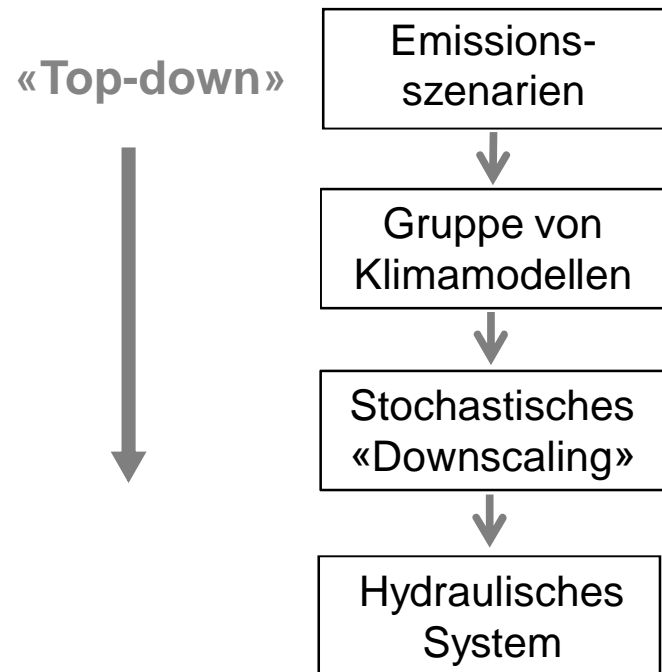 «Top-down»
Emissions-
szenarien
Gruppe von
Klimamodellen
Stochastisches
«Downscaling»
Hydraulisches
System